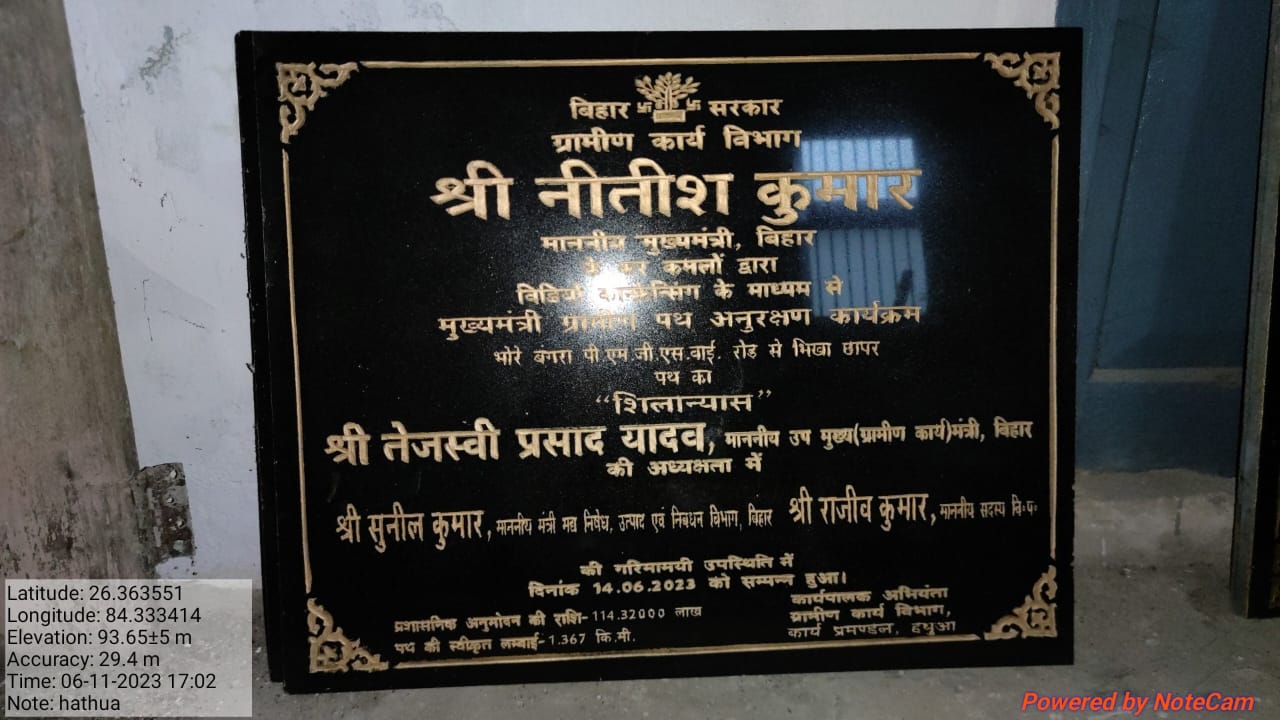 बिहार सरकार
ग्रामीण कार्य विभाग
श्री नीतीश कुमार
माननीय मुख्यमंत्री, बिहार
के कर कमलों द्वारा
विडियो कान्फ्रेन्सिंग के माध्यम से
मुख्यमंत्री ग्रामीण पथ अनुरक्षण कार्यक्रम
भोरे बगरा पी.एम.जी.एस.वाई. रोड से भिखा छापर
पथ का
“शिलान्यास”
श्री तेजस्वी प्रसाद यादव, माननीय उप मुख्य(ग्रामीण कार्य)मंत्री, बिहार
की अध्यक्षता में
श्री सुनील कुमार, माननीय मंत्री मद्य निषेध, उत्पाद एवं निबंधन विभाग, बिहार श्री राजीव कुमार, माननीय सदस्य वि॰प॰
की गरिमामयी उपस्थिति में
दिनांक 14.06.2023 को सम्पन्न हुआ।
प्रशासनिक अनुमोदन की राशि-114.32000 लाख
पथ की स्वीकृत लम्बाई-1.367 कि.मी.
कार्यपालक अभियंता
ग्रामीण कार्य विभाग,
कार्य प्रमण्डल, हथुआ
Latitude: 26.363551
Longitude: 84.333414
Elevation: 93.65±5 m
Accuracy: 29.4 m
Time: 06-11-2023 17:02
Note: hathua
Powered by NoteCam